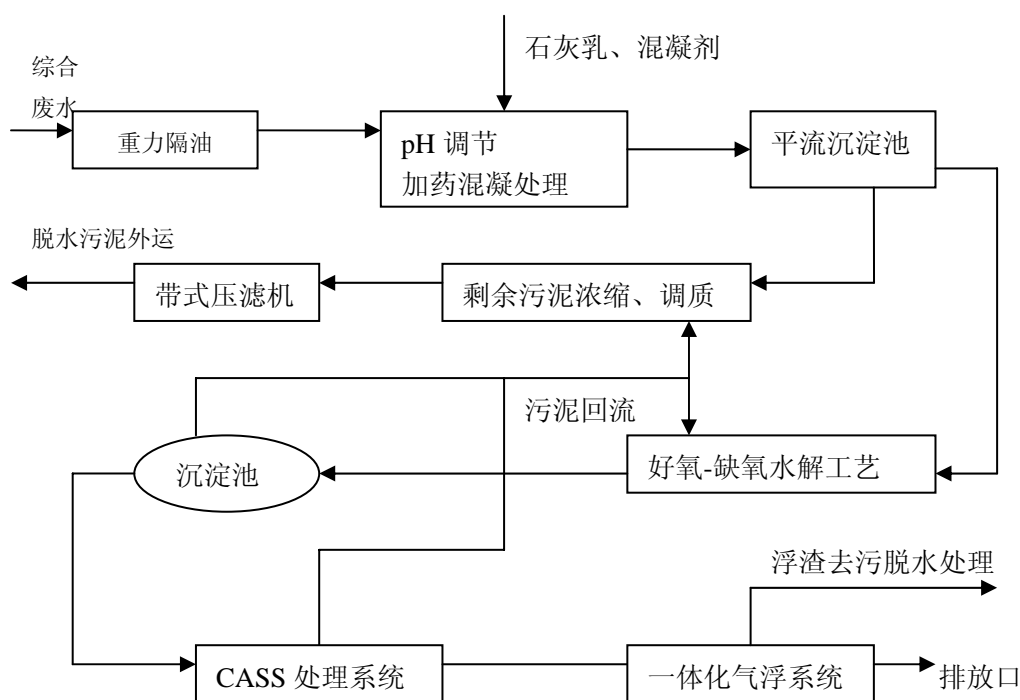 石灰乳、混凝剂
综合
废水
重力隔油
pH 调节
加药混凝处理
平流沉淀池
脱水污泥外运
带式压滤机
剩余污泥浓缩、调质
污泥回流
沉淀池
好氧-缺氧水解工艺
浮渣去污脱水处理
CASS 处理系统
一体化气浮系统
排放口